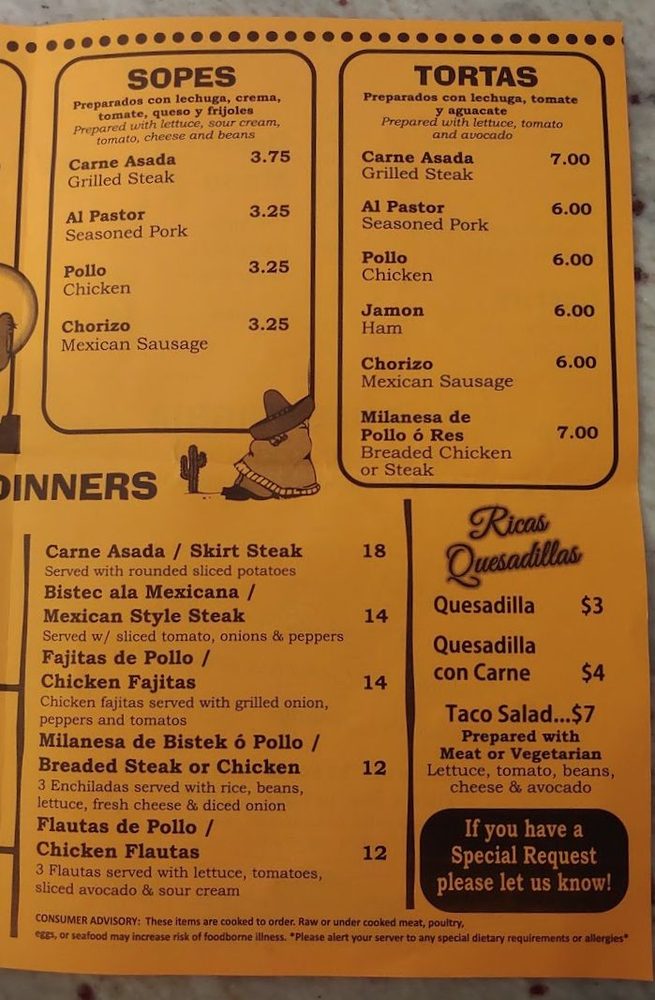 SOPES
Preparados con lechuga, crema,
tomate, queso y frijoles
Prepared with lettuce, sour cream,
tomato, cheese and beans
Carne Asada 3.75
Grilled Steak
Al Pastor 3.25
Seasoned Pork
Pollo 3.25
Chicken
Chorizo 3.25
Mexican Sausage
TORTAS
Preparados con lechuga, tomate
y aguacate
Prepared with lettuce, tomato
and avocado
Carne Asada 7.00
Grilled Steak
Al Pastor 6.00
Seasoned Pork
Pollo 6.00
Chicken
Jamon 6.00
Ham
Chorizo 6.00
Mexican Sausage
Milanesa de
Pollo ó Res 7.00
Breaded Chicken
or Steak
DINNERS
Carne Asada / Skirt Steak 18
Served with rounded sliced potatoes
Bistec ala Mexicana /
Mexican Style Steak 14
Served w/ sliced tomato, onions & peppers
Fajitas de Pollo /
Chicken Fajitas 14
Chicken fajitas served with grilled onion,
peppers and tomatos
Milanesa de Bistek ó Pollo /
Breaded Steak or Chicken 12
3 Enchiladas served with rice, beans,
lettuce, fresh cheese & diced onion
Flautas de Pollo /
Chicken Flautas 12
3 Flautas served with lettuce, tomatoes,
sliced avocado & sour cream
Ricas
Quesadillas
Quesadilla $3
Quesadilla
con Carne $4
Taco Salad...$7
Prepared with
Meat or Vegetarian
Lettuce, tomato, beans,
cheese & avocado
If you have a
Special Request
please let us know!
CONSUMER ADVISORY: These items are cooked to order. Raw or under cooked meat, poultry,
eggs, or seafood may increase risk of foodborne illness. *Please alert your server to any special dietary requirements or allergies*